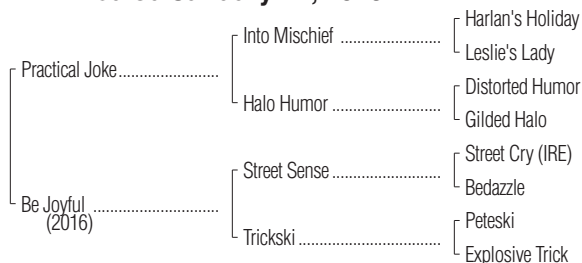 Harlan's Holiday
Into Mischief
Leslie's Lady
Practical Joke
Distorted Humor
Halo Humor
Gilded Halo
Street Cry (IRE)
Street Sense
Bedazzle
Be Joyful
(2016)
Peteski
Trickski
Explosive Trick